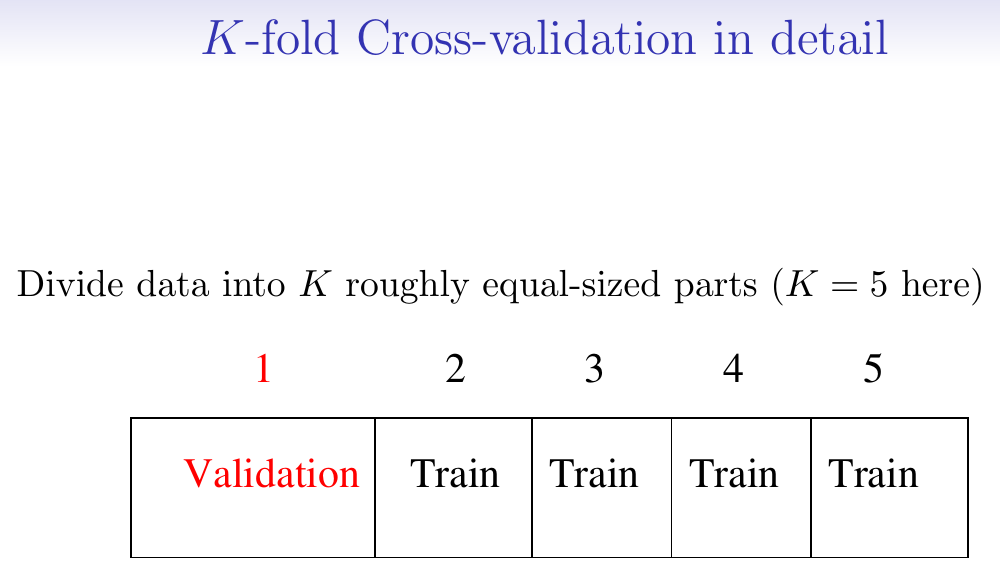 K-fold Cross-validation in detail
Divide data into K roughly equal-sized parts (K = 5 here)
1 2 3 4 5
Validation Train Train Train Train